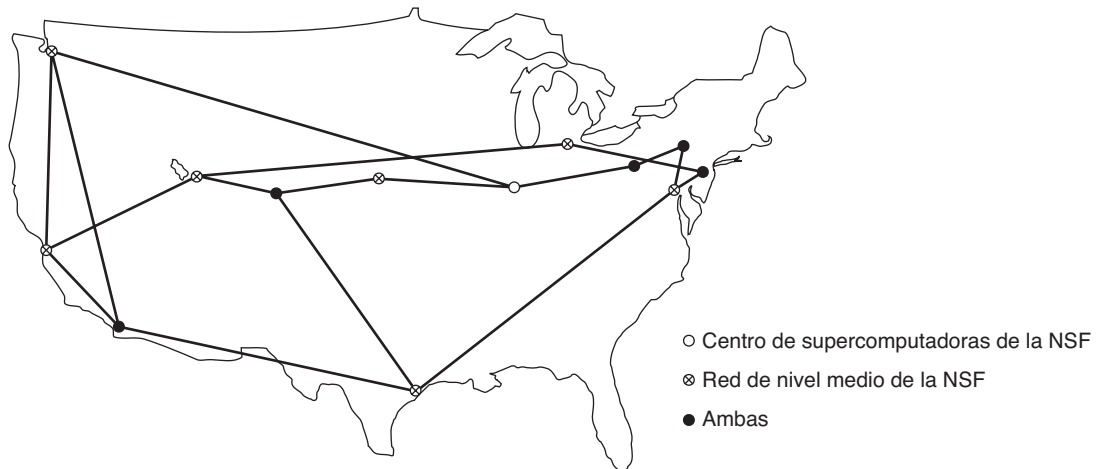 Centro de supercomputadoras de la NSF
Red de nivel medio de la NSF
Ambas